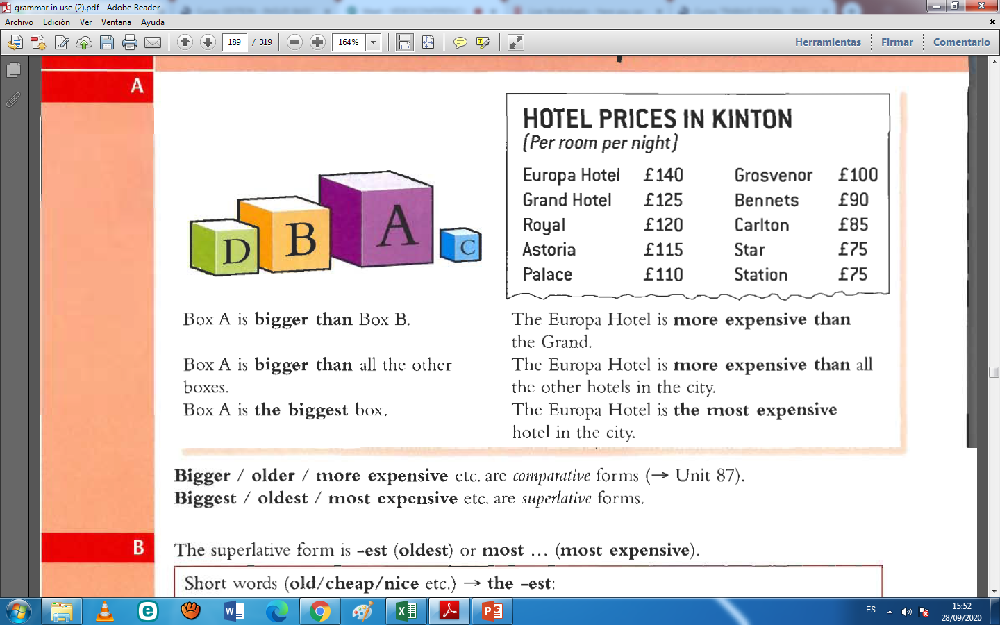 grammar in use (2).pdf - Adobe Reader
Archivo Edición Ver Ventana Ayuda
189 / 319 164% Herramientas Firmar Comentario
A
HOTEL PRICES IN KINTON
(Per room per night)
Europa Hotel £140 Grosvenor £100
Grand Hotel £125 Bennets £90
Royal £120 Carlton £85
Astoria £115 Star £75
Palace £110 Station £75
D B A C
Box A is bigger than Box B.
Box A is bigger than all the other
boxes.
Box A is the biggest box.
The Europa Hotel is more expensive than
the Grand.
The Europa Hotel is more expensive than all
the other hotels in the city.
The Europa Hotel is the most expensive
hotel in the city.
Bigger / older / more expensive etc. are comparative forms (→ Unit 87).
Biggest / oldest / most expensive etc. are superlative forms.
B
The superlative form is -est (oldest) or most ... (most expensive).
Short words (old/cheap/nice etc.) → the -est:
ES 15:52
28/09/2020